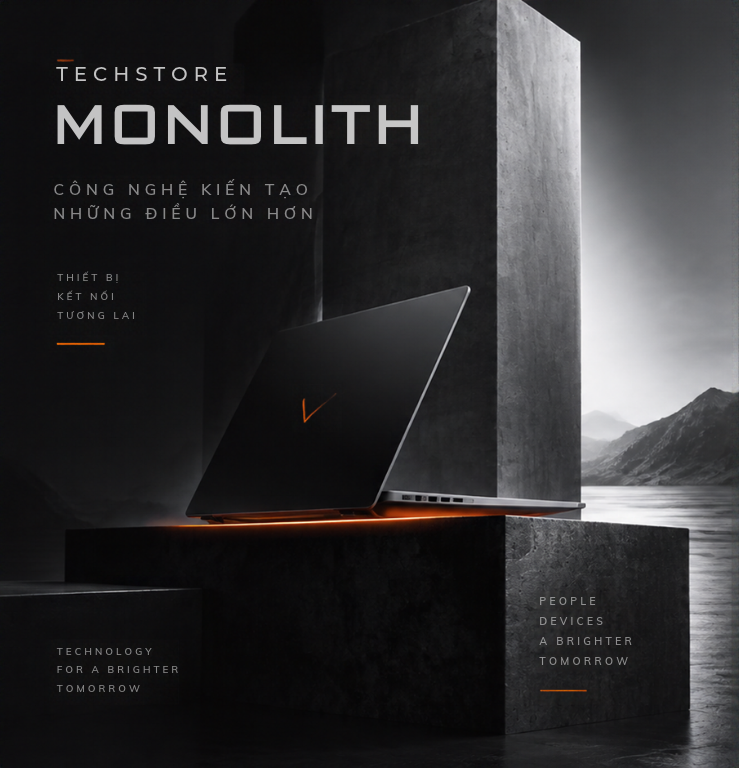 TECHSTORE
MONOLITH
CÔNG NGHỆ KIẾN TẠO
NHỮNG ĐIỀU LỚN HƠN
THIẾT BỊ
KẾT NỐI
TƯƠNG LAI
PEOPLE
DEVICES
A BRIGHTER
TOMORROW
TECHNOLOGY
FOR A BRIGHTER
TOMORROW